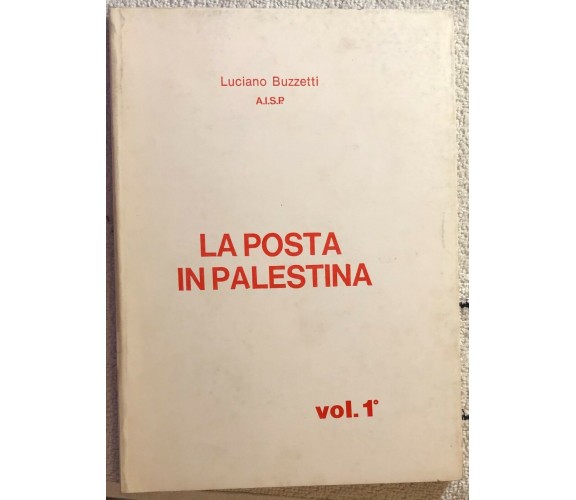 Luciano Buzzetti
A.I.S.P.
LA POSTA
IN PALESTINA
vol. 1°